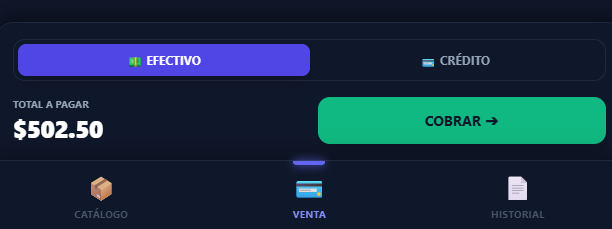 EFECTIVO
CRÉDITO
TOTAL A PAGAR
$502.50
COBRAR ➔
CATÁLOGO
VENTA
HISTORIAL